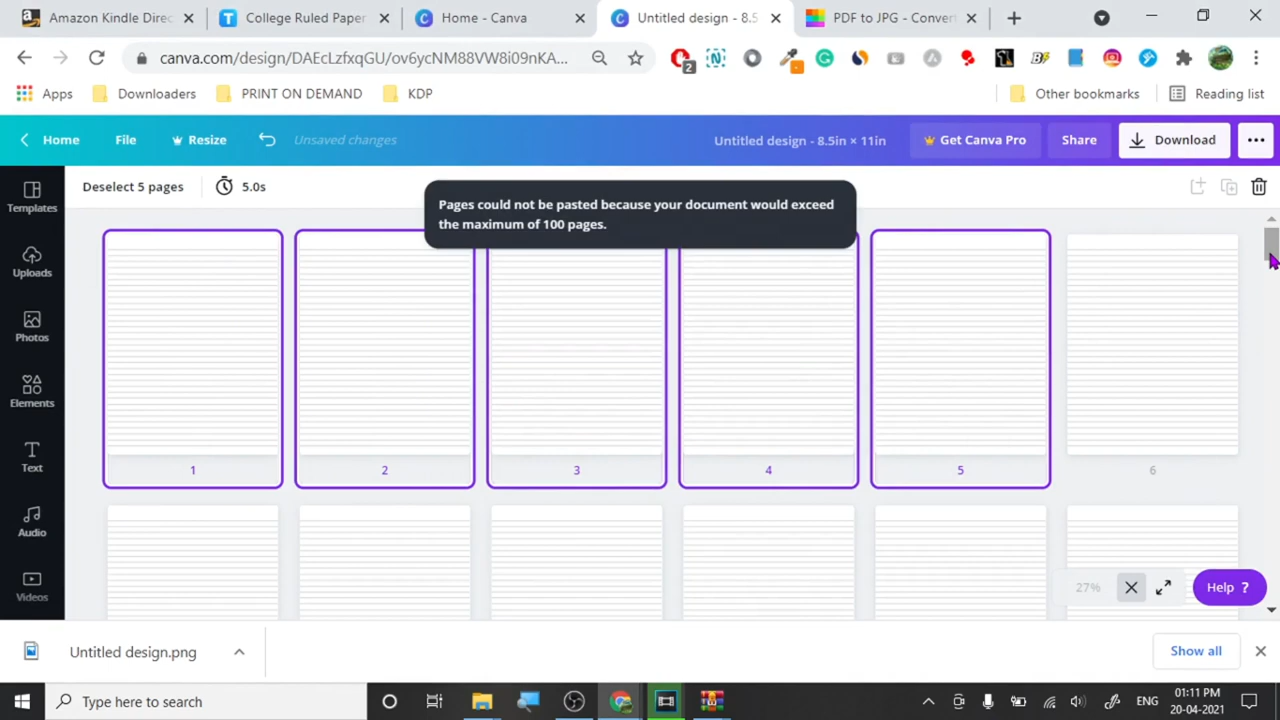 Amazon Kindle Direc
College Ruled Paper
Home - Canva
Untitled design - 8.5
PDF to JPG - Convert
canva.com/design/DAEcLzfxqGU/ov6ycNM88VW8i09nKA...
2
Apps
Downloaders
PRINT ON DEMAND
KDP
Other bookmarks
Reading list
Home
File
Resize
Unsaved changes
Untitled design - 8.5in × 11in
Get Canva Pro
Share
Download
Deselect 5 pages
5.0s
Pages could not be pasted because your document would exceed
the maximum of 100 pages.
Templates
Uploads
Photos
Elements
Text
Audio
Videos
1
2
3
4
5
6
27%
Help ?
Untitled design.png
Show all
Type here to search
ENG
01:11 PM
20-04-2021